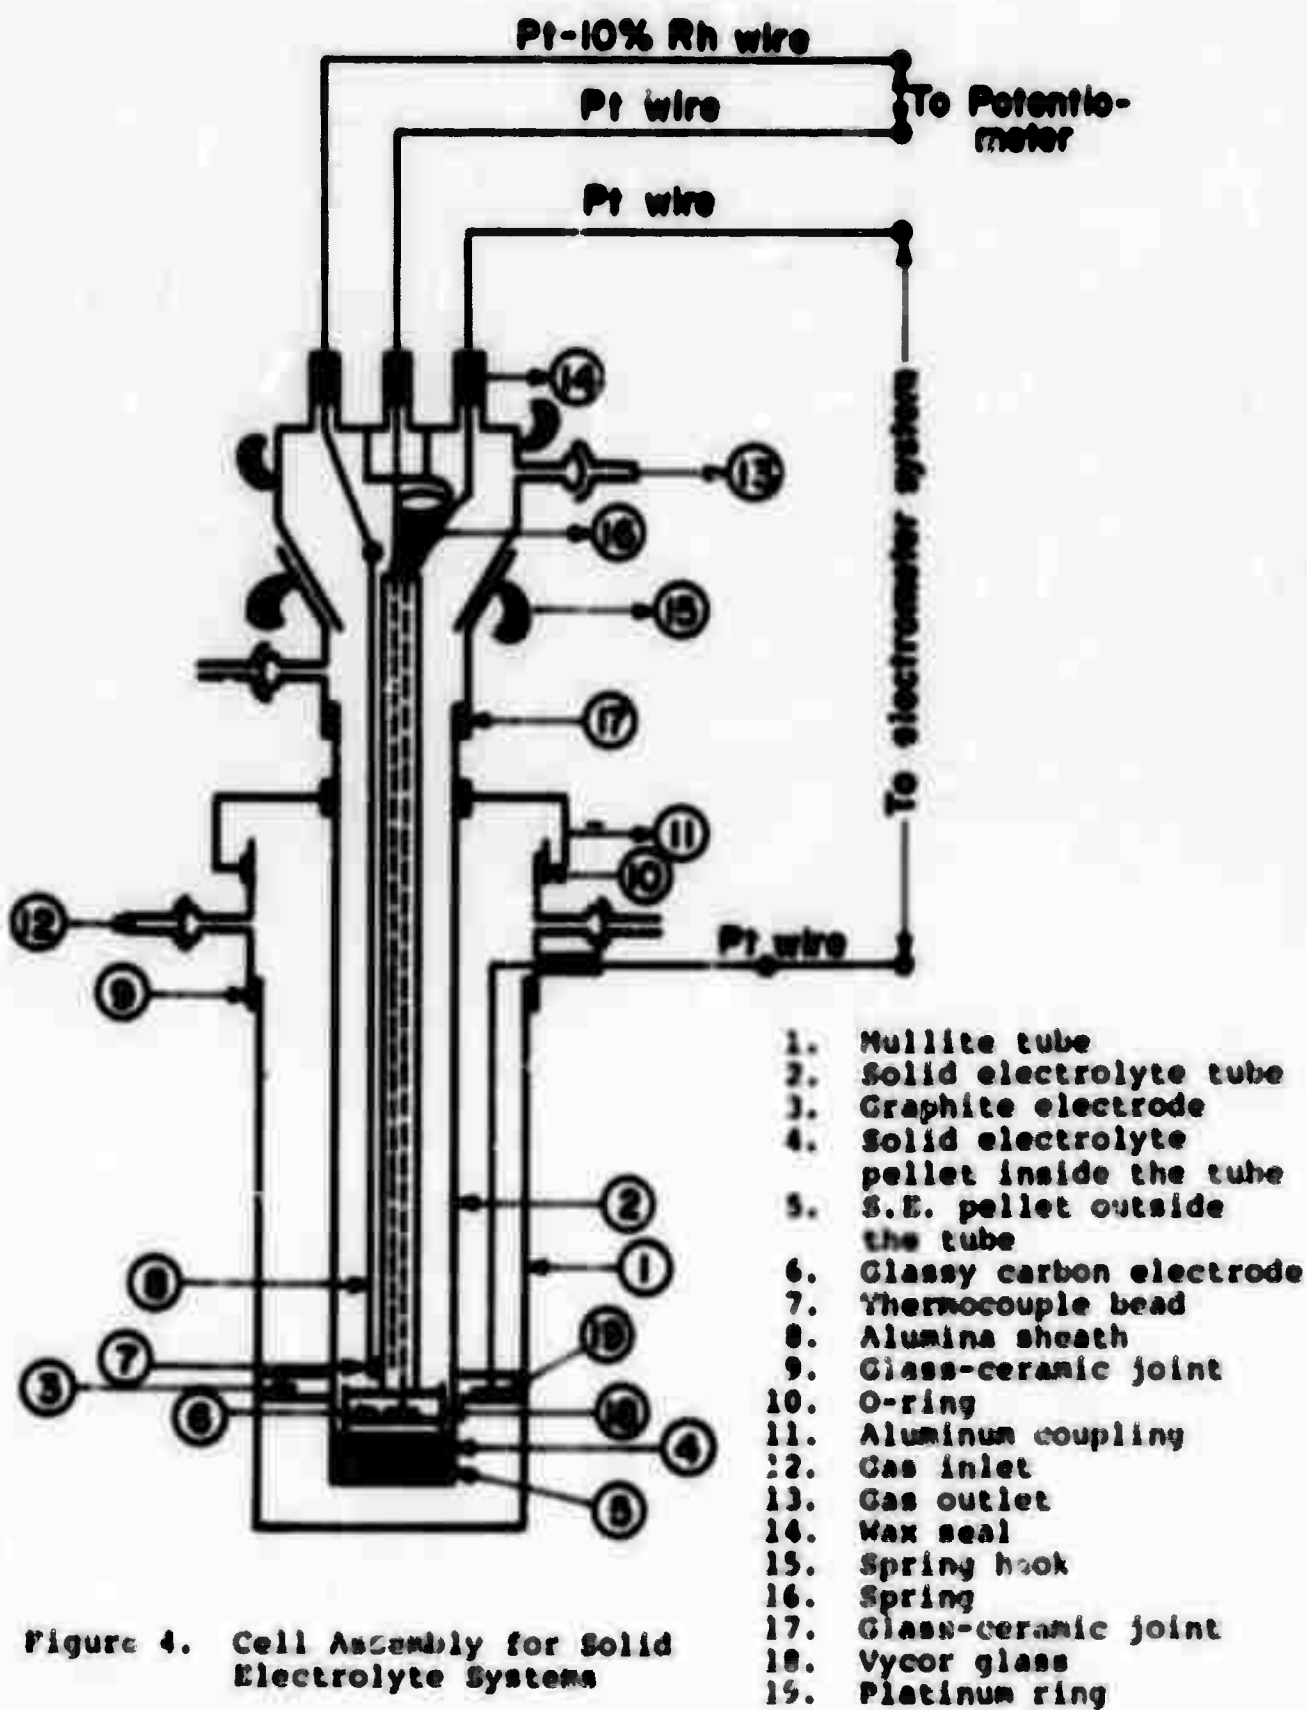 Pt-10% Rh wire
Pt wire
To Potentio-
meter
Pt wire
14
13
16
15
To electrometer system
17
11
10
12
Pt wire
9
2
1
8
19
7
3
6
18
4
5
1. Mullite tube
2. Solid electrolyte tube
3. Graphite electrode
4. Solid electrolyte
pellet inside the tube
5. S.E. pellet outside
the tube
6. Glassy carbon electrode
7. Thermocouple bead
8. Alumina sheath
9. Glass-ceramic joint
10. O-ring
11. Aluminum coupling
12. Gas inlet
13. Gas outlet
14. Wax seal
15. Spring hook
16. Spring
17. Glass-ceramic joint
18. Vycor glass
19. Platinum ring
Figure 4. Cell Assembly for Solid
Electrolyte Systems